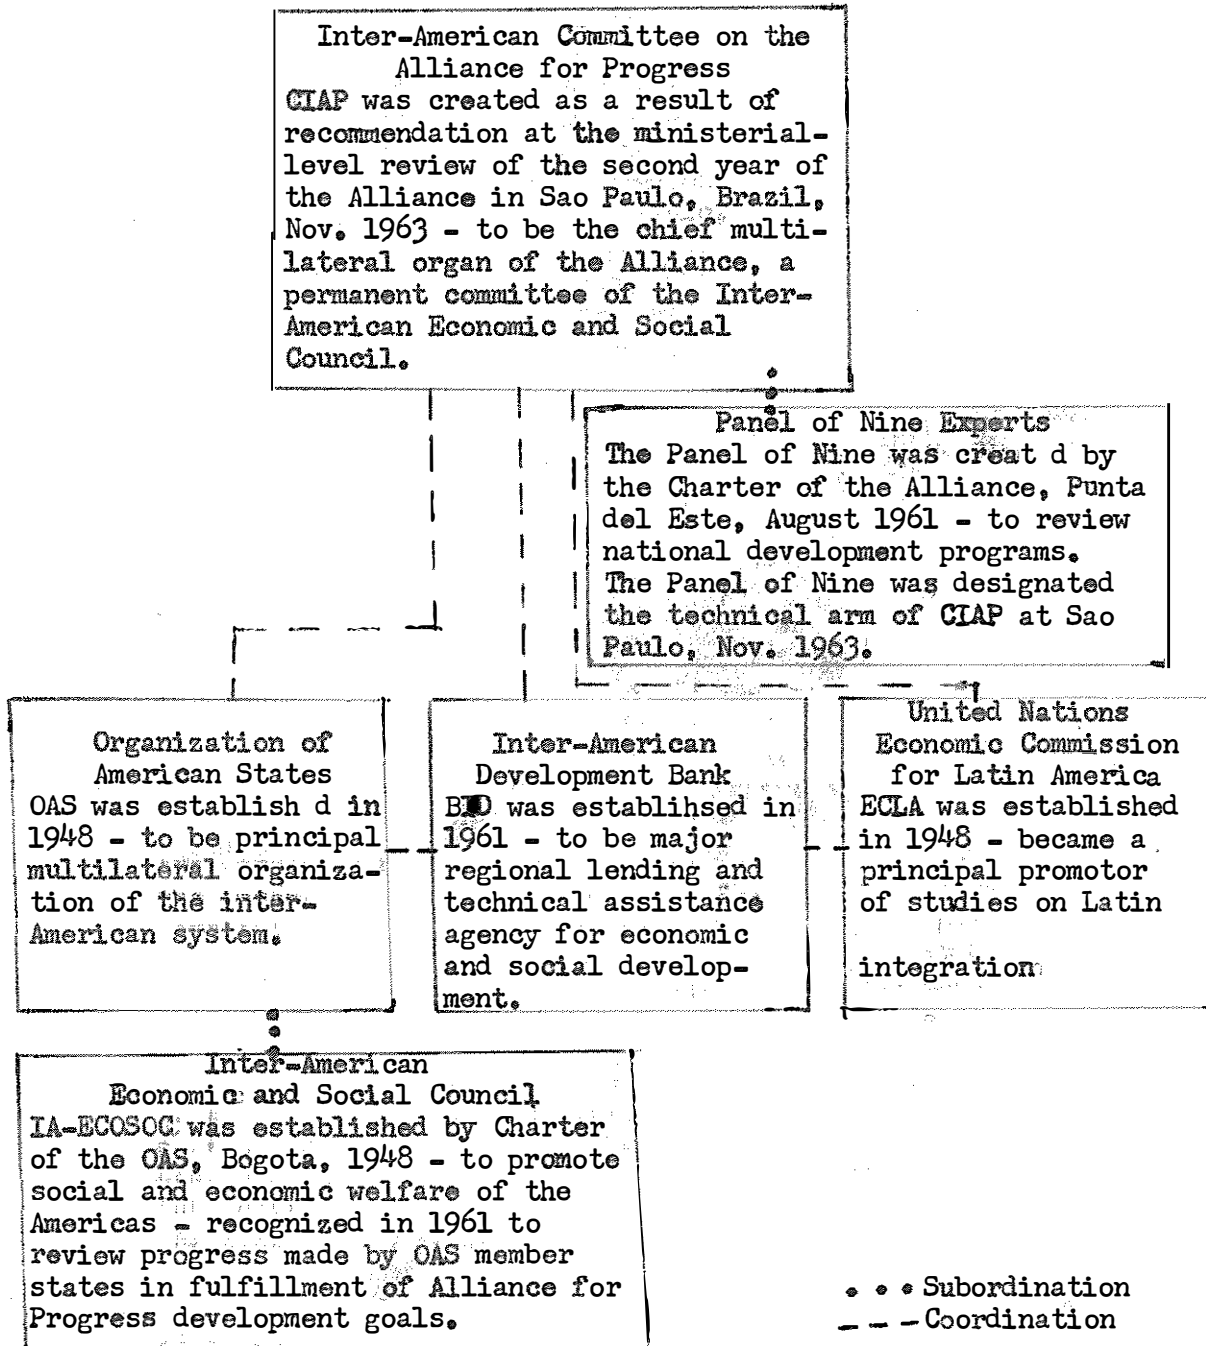 Inter-American Committee on the
Alliance for Progress
CIAP was created as a result of
recommendation at the ministerial-
level review of the second year of
the Alliance in Sao Paulo, Brazil,
Nov. 1963 - to be the chief multi-
lateral organ of the Alliance, a
permanent committee of the Inter-
American Economic and Social
Council.
Panel of Nine Experts
The Panel of Nine was creat d by
the Charter of the Alliance, Punta
del Este, August 1961 - to review
national development programs.
The Panel of Nine was designated
the technical arm of CIAP at Sao
Paulo, Nov. 1963.
Organization of
American States
OAS was establish d in
1948 - to be principal
multilateral organiza-
tion of the inter-
American system.
Inter-American
Development Bank
BID was establihsed in
1961 - to be major
regional lending and
technical assistance
agency for economic
and social develop-
ment.
United Nations
Economic Commission
for Latin America
ECLA was established
in 1948 - became a
principal promotor
of studies on Latin
integration
Inter-American
Economic and Social Council
IA-ECOSOC was established by Charter
of the OAS, Bogota, 1948 - to promote
social and economic welfare of the
Americas - recognized in 1961 to
review progress made by OAS member
states in fulfillment of Alliance for
Progress development goals.
• • • Subordination
- - - Coordination